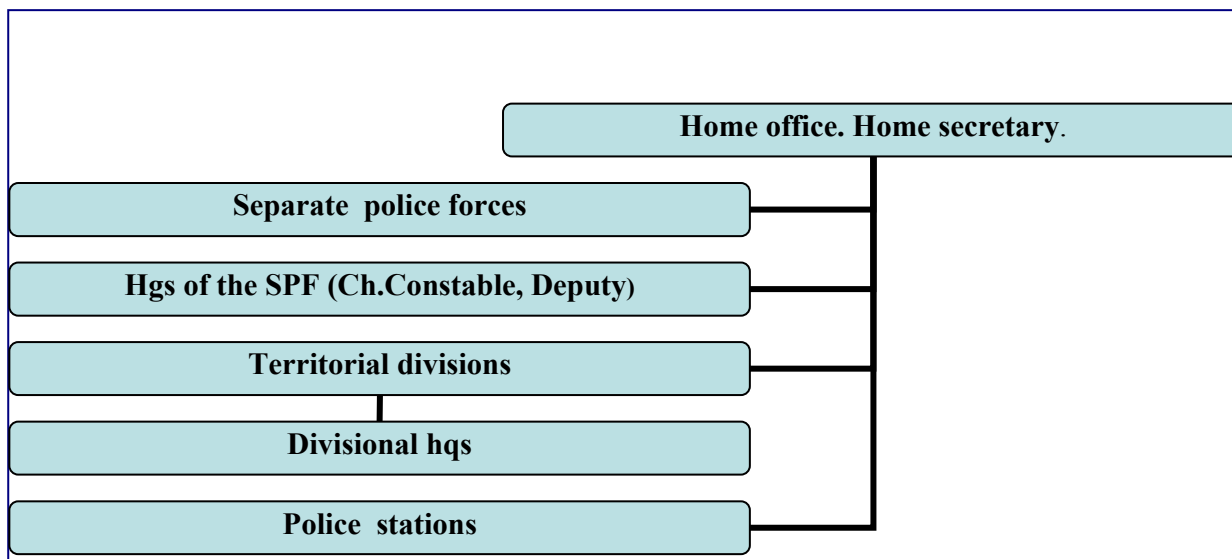 Home office. Home secretary.
Separate police forces
Hgs of the SPF (Ch.Constable, Deputy)
Territorial divisions
Divisional hqs
Police stations